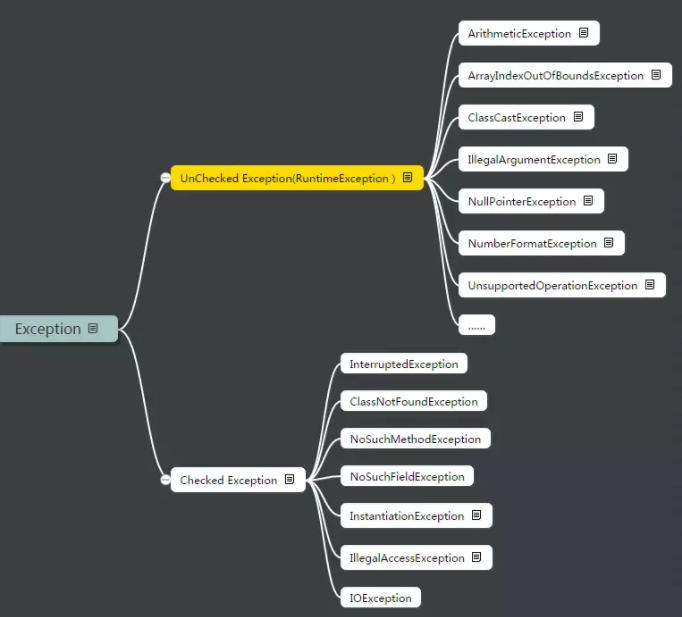 Exception
UnChecked Exception(RuntimeException )
ArithmeticException
ArrayIndexOutOfBoundsException
ClassCastException
IllegalArgumentException
NullPointerException
NumberFormatException
UnsupportedOperationException
......
Checked Exception
InterruptedException
ClassNotFoundException
NoSuchMethodException
NoSuchFieldException
InstantiationException
IllegalAccessException
IOException